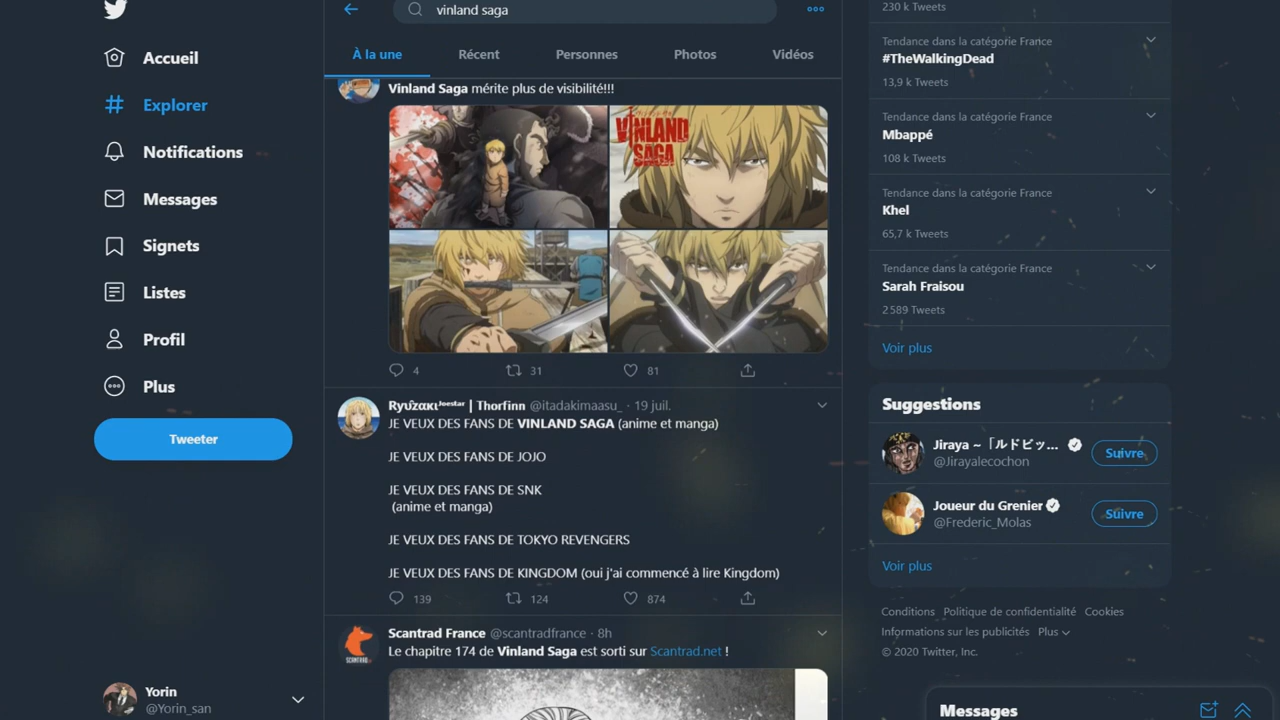 vinland saga
Accueil
Explorer
Notifications
Messages
Signets
Listes
Profil
Plus
Tweeter
Yorin
@Yorin_san
À la une
Récent
Personnes
Photos
Vidéos
Vinland Saga mérite plus de visibilité!!!
VINLAND
SAGA
4
31
81
Ryûzakiᴶᵒᵉˢᵗᵃʳ | Thorfinn @itadakimaasu_ · 19 juil.
JE VEUX DES FANS DE VINLAND SAGA (anime et manga)
JE VEUX DES FANS DE JOJO
JE VEUX DES FANS DE SNK
(anime et manga)
JE VEUX DES FANS DE TOKYO REVENGERS
JE VEUX DES FANS DE KINGDOM (oui j'ai commencé à lire Kingdom)
139
124
874
SCANTRAD
Scantrad France @scantradfrance · 8h
Le chapitre 174 de Vinland Saga est sorti sur Scantrad.net !
230 k Tweets
Tendance dans la catégorie France
#TheWalkingDead
13,9 k Tweets
Tendance dans la catégorie France
Mbappé
108 k Tweets
Tendance dans la catégorie France
Khel
65,7 k Tweets
Tendance dans la catégorie France
Sarah Fraisou
2 589 Tweets
Voir plus
Suggestions
Jiraya ~「ルドビッ...
@Jirayalecochon
Suivre
Joueur du Grenier
@Frederic_Molas
Suivre
Voir plus
Conditions Politique de confidentialité Cookies
Informations sur les publicités Plus
© 2020 Twitter, Inc.
Messages